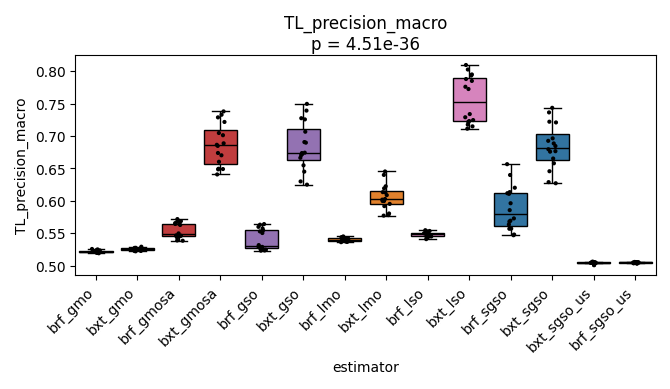 TL_precision_macro
p = 4.51e-36
TL_precision_macro
0.80
0.75
0.70
0.65
0.60
0.55
0.50
brf_gmo
bxt_gmo
brf_gmosa
bxt_gmosa
brf_gso
bxt_gso
brf_lmo
bxt_lmo
brf_lso
bxt_lso
brf_sgso
bxt_sgso
bxt_sgso_us
brf_sgso_us
estimator